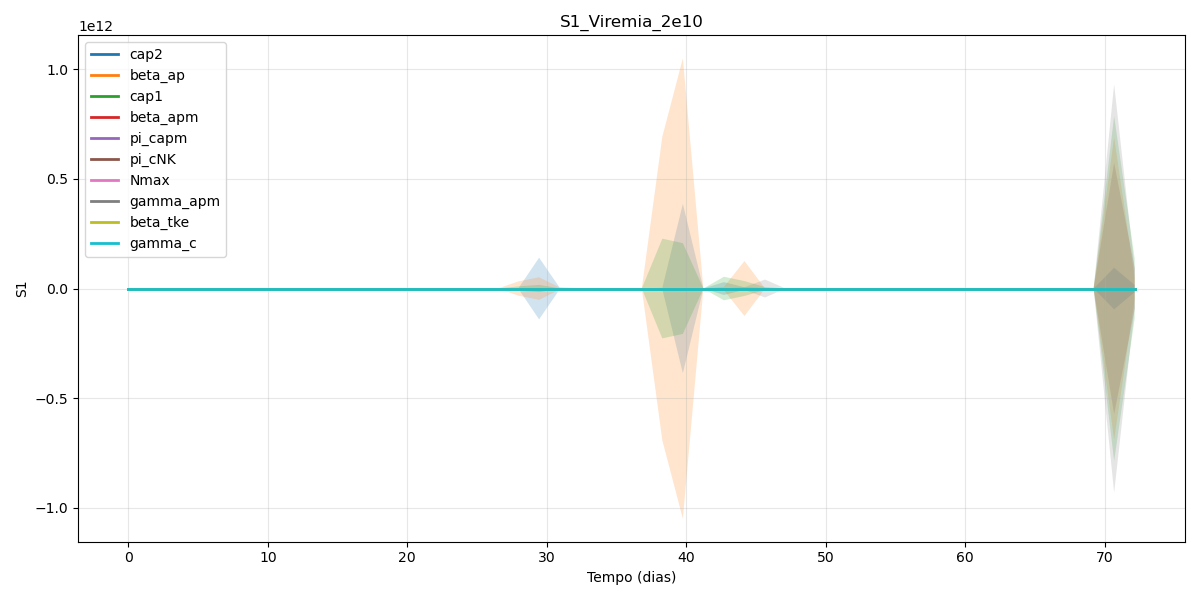 S1_Viremia_2e10
1e12
1.0
0.5
0.0
−0.5
−1.0
S1
cap2
beta_ap
cap1
beta_apm
pi_capm
pi_cNK
Nmax
gamma_apm
beta_tke
gamma_c
0 10 20 30 40 50 60 70
Tempo (dias)